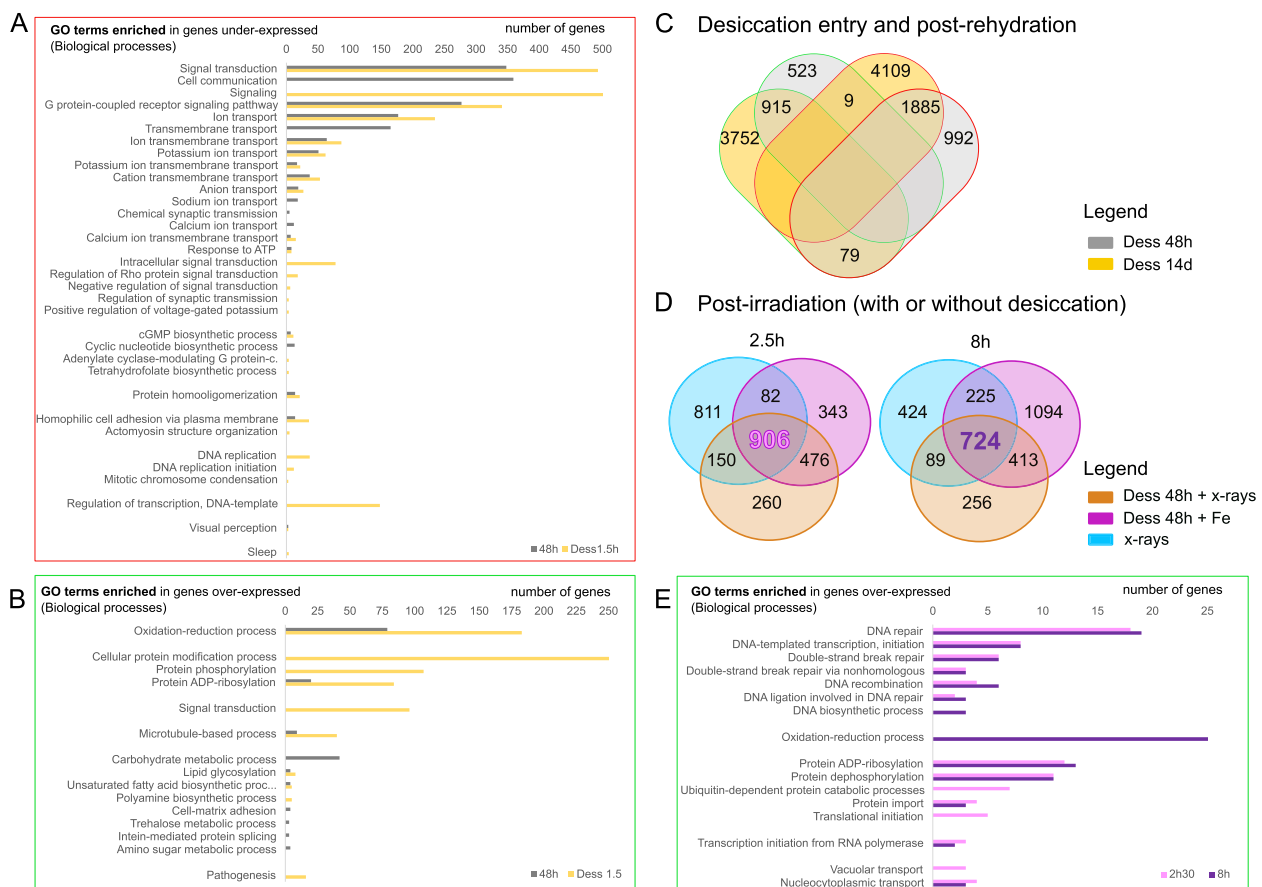 A
GO terms enriched in genes under-expressed
(Biological processes)
number of genes
0 50 100 150 200 250 300 350 400 450 500
Signal transduction
Cell communication
Signaling
G protein-coupled receptor signaling patthway
Ion transport
Transmembrane transport
Ion transmembrane transport
Potassium ion transport
Potassium ion transmembrane transport
Cation transmembrane transport
Anion transport
Sodium ion transport
Chemical synaptic transmission
Calcium ion transport
Calcium ion transmembrane transport
Response to ATP
Intracellular signal transduction
Regulation of Rho protein signal transduction
Negative regulation of signal transduction
Regulation of synaptic transmission
Positive regulation of voltage-gated potassium
cGMP biosynthetic process
Cyclic nucleotide biosynthetic process
Adenylate cyclase-modulating G protein-c.
Tetrahydrofolate biosynthetic process
Protein homooligomerization
Homophilic cell adhesion via plasma membrane
Actomyosin structure organization
DNA replication
DNA replication initiation
Mitotic chromosome condensation
Regulation of transcription, DNA-template
Visual perception
Sleep
48h Dess1.5h
B
GO terms enriched in genes over-expressed
(Biological processes)
number of genes
0 25 50 75 100 125 150 175 200 225 250
Oxidation-reduction process
Cellular protein modification process
Protein phosphorylation
Protein ADP-ribosylation
Signal transduction
Microtubule-based process
Carbohydrate metabolic process
Lipid glycosylation
Unsaturated fatty acid biosynthetic proc...
Polyamine biosynthetic process
Cell-matrix adhesion
Trehalose metabolic process
Intein-mediated protein splicing
Amino sugar metabolic process
Pathogenesis
48h Dess 1.5
C Desiccation entry and post-rehydration
523 4109
915 9 1885
3752 992
79
Legend
Dess 48h
Dess 14d
D Post-irradiation (with or without desiccation)
2.5h
82
811 343
906
150 476
260
8h
225
424 1094
724
89 413
256
Legend
Dess 48h + x-rays
Dess 48h + Fe
x-rays
E
GO terms enriched in genes over-expressed
(Biological processes)
number of genes
0 5 10 15 20 25
DNA repair
DNA-templated transcription, initiation
Double-strand break repair
Double-strand break repair via nonhomologous
DNA recombination
DNA ligation involved in DNA repair
DNA biosynthetic process
Oxidation-reduction process
Protein ADP-ribosylation
Protein dephosphorylation
Ubiquitin-dependent protein catabolic processes
Protein import
Translational initiation
Transcription initiation from RNA polymerase
Vacuolar transport
Nucleocytoplasmic transport
2h30 8h